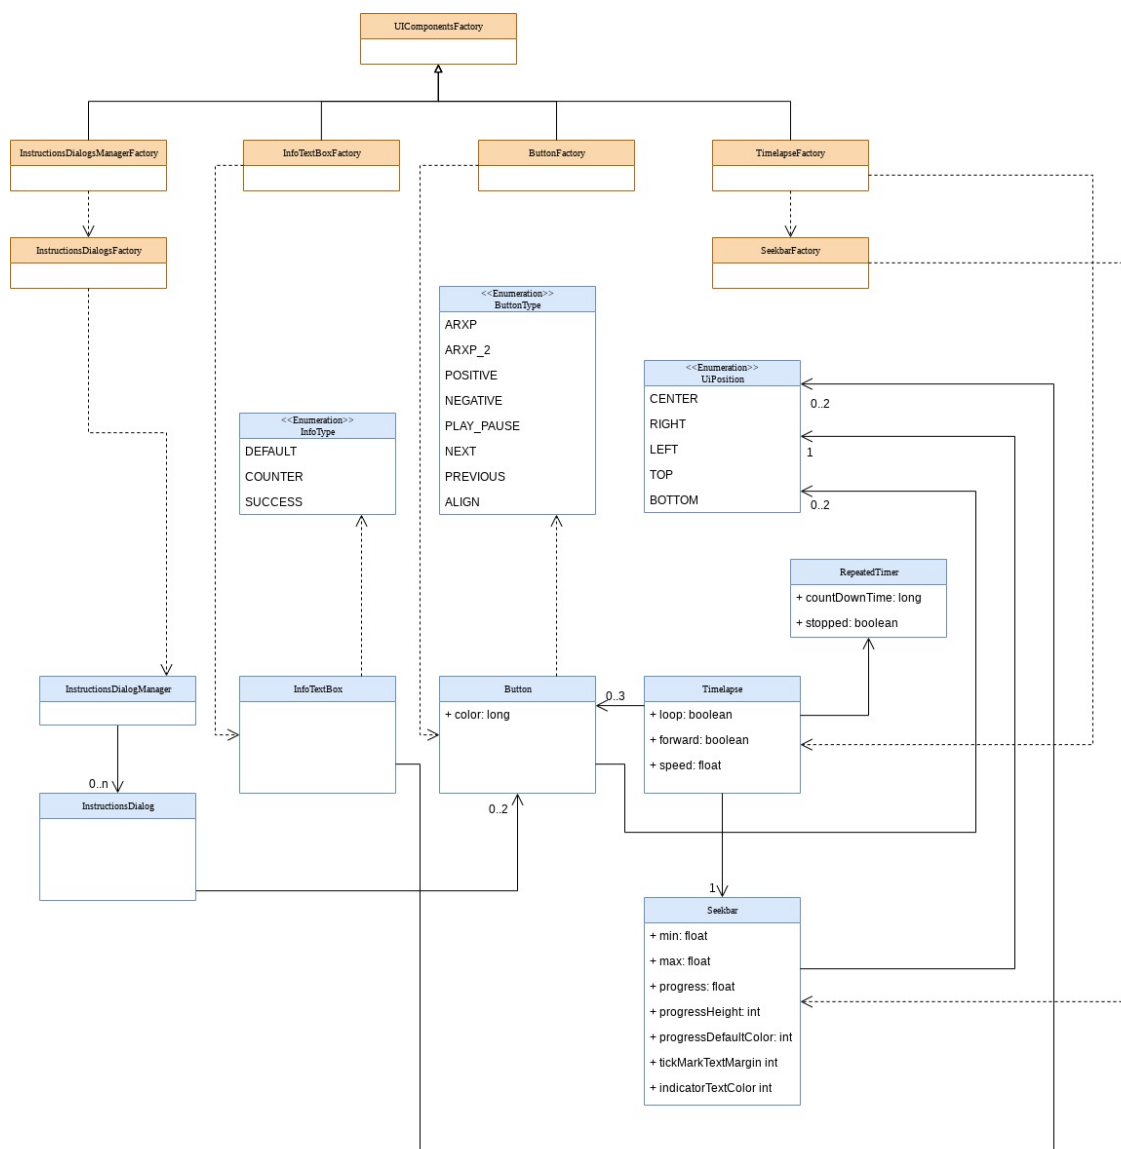 UIComponentsFactory
InstructionsDialogsManagerFactory
InfoTextBoxFactory
ButtonFactory
TimelapseFactory
InstructionsDialogsFactory
SeekbarFactory
<<Enumeration>>
ButtonType
ARXP
ARXP_2
POSITIVE
NEGATIVE
PLAY_PAUSE
NEXT
PREVIOUS
ALIGN
<<Enumeration>>
UiPosition
CENTER
RIGHT
LEFT
TOP
BOTTOM
0..2
1
0..2
<<Enumeration>>
InfoType
DEFAULT
COUNTER
SUCCESS
RepeatedTimer
+ countDownTime: long
+ stopped: boolean
InstructionsDialogManager
InfoTextBox
Button
+ color: long
0..3
Timelapse
+ loop: boolean
+ forward: boolean
+ speed: float
0..n
InstructionsDialog
0..2
1
Seekbar
+ min: float
+ max: float
+ progress: float
+ progressHeight: int
+ progressDefaultColor: int
+ tickMarkTextMargin int
+ indicatorTextColor int